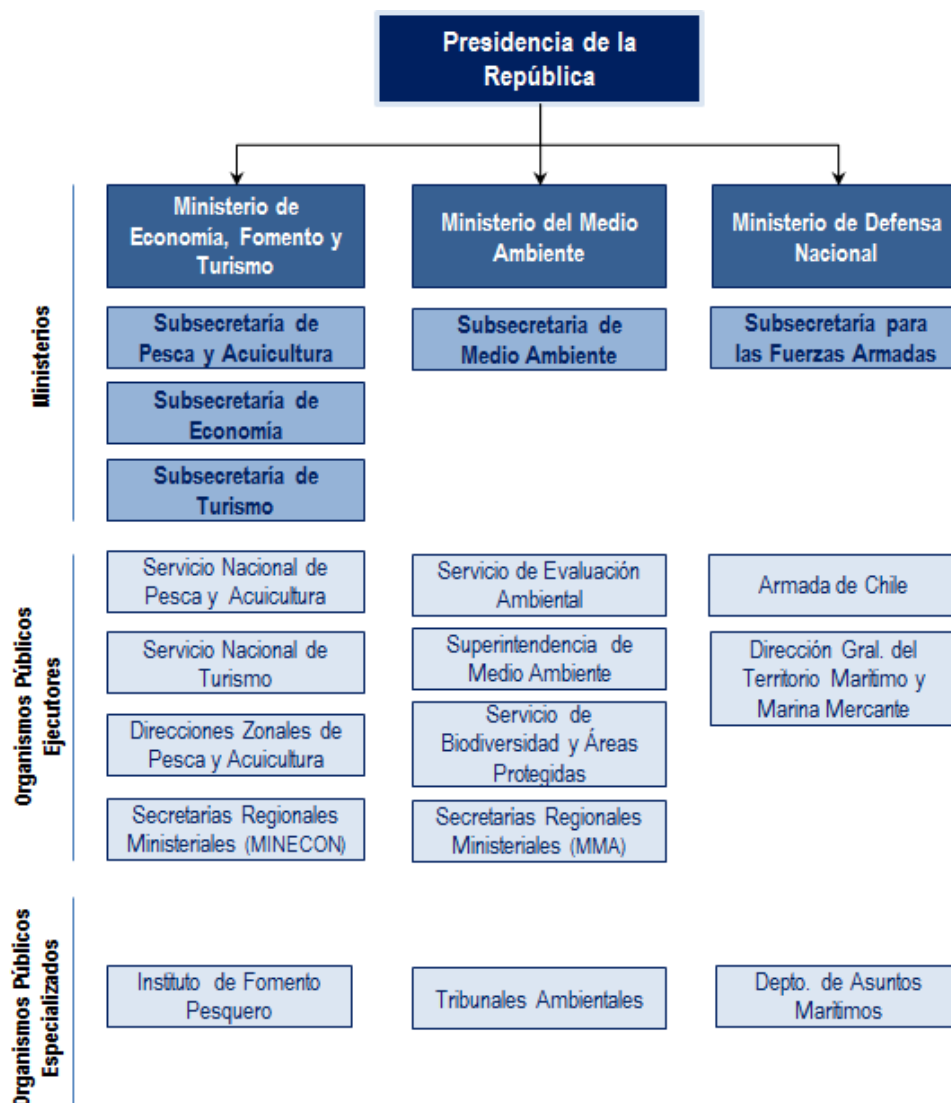 Presidencia de la
República
Ministerios
Ministerio de
Economía, Fomento y
Turismo
Ministerio del Medio
Ambiente
Ministerio de Defensa
Nacional
Subsecretaría de
Pesca y Acuicultura
Subsecretaria de
Medio Ambiente
Subsecretaría para
las Fuerzas Armadas
Subsecretaría de
Economía
Subsecretaría de
Turismo
Organismos Públicos
Ejecutores
Servicio Nacional de
Pesca y Acuicultura
Servicio de Evaluación
Ambiental
Armada de Chile
Servicio Nacional de
Turismo
Superintendencia de
Medio Ambiente
Dirección Gral. del
Territorio Marítimo y
Marina Mercante
Direcciones Zonales de
Pesca y Acuicultura
Servicio de
Biodiversidad y Áreas
Protegidas
Secretarías Regionales
Ministeriales (MINECON)
Secretarías Regionales
Ministeriales (MMA)
Organismos Públicos
Especializados
Instituto de Fomento
Pesquero
Tribunales Ambientales
Depto. de Asuntos
Marítimos